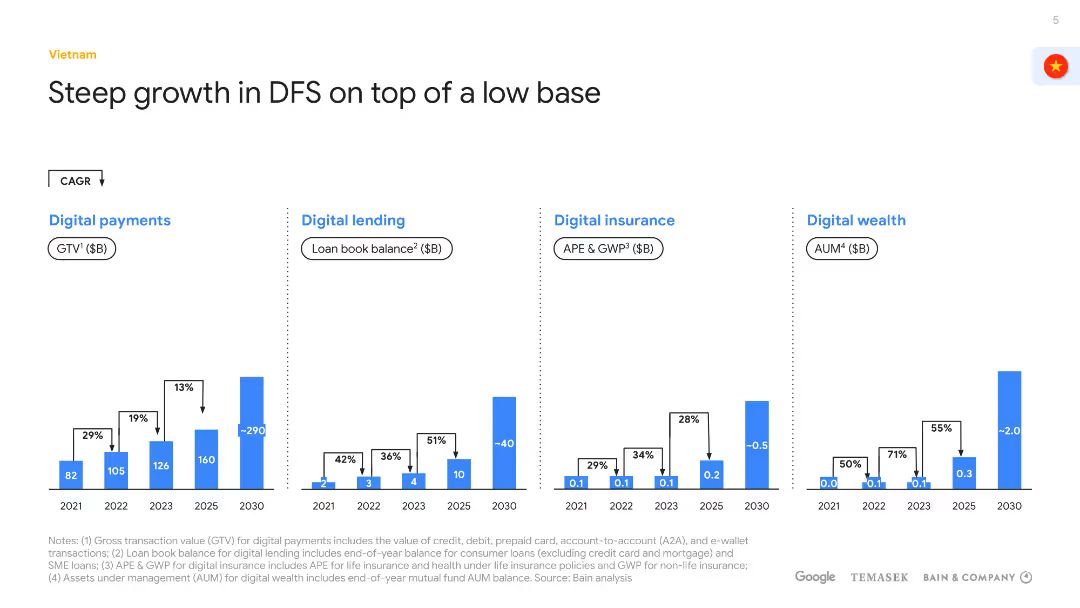 5
Vietnam
Steep growth in DFS on top of a low base
CAGR
Digital payments
GTV¹ ($B)
29%
19%
13%
82
105
126
160
~290
2021 2022 2023 2025 2030
Digital lending
Loan book balance² ($B)
42%
36%
51%
2
3
4
10
~40
2021 2022 2023 2025 2030
Digital insurance
APE & GWP³ ($B)
29%
34%
28%
0.1
0.1
0.1
0.2
~0.5
2021 2022 2023 2025 2030
Digital wealth
AUM⁴ ($B)
50%
71%
55%
0.0
0.1
0.1
0.3
~2.0
2021 2022 2023 2025 2030
Notes: (1) Gross transaction value (GTV) for digital payments includes the value of credit, debit, prepaid card, account-to-account (A2A), and e-wallet
transactions; (2) Loan book balance for digital lending includes end-of-year balance for consumer loans (excluding credit card and mortgage) and
SME loans; (3) APE & GWP for digital insurance includes APE for life insurance and health under life insurance policies and GWP for non-life insurance;
(4) Assets under management (AUM) for digital wealth includes end-of-year mutual fund AUM balance. Source: Bain analysis
Google TEMASEK BAIN & COMPANY